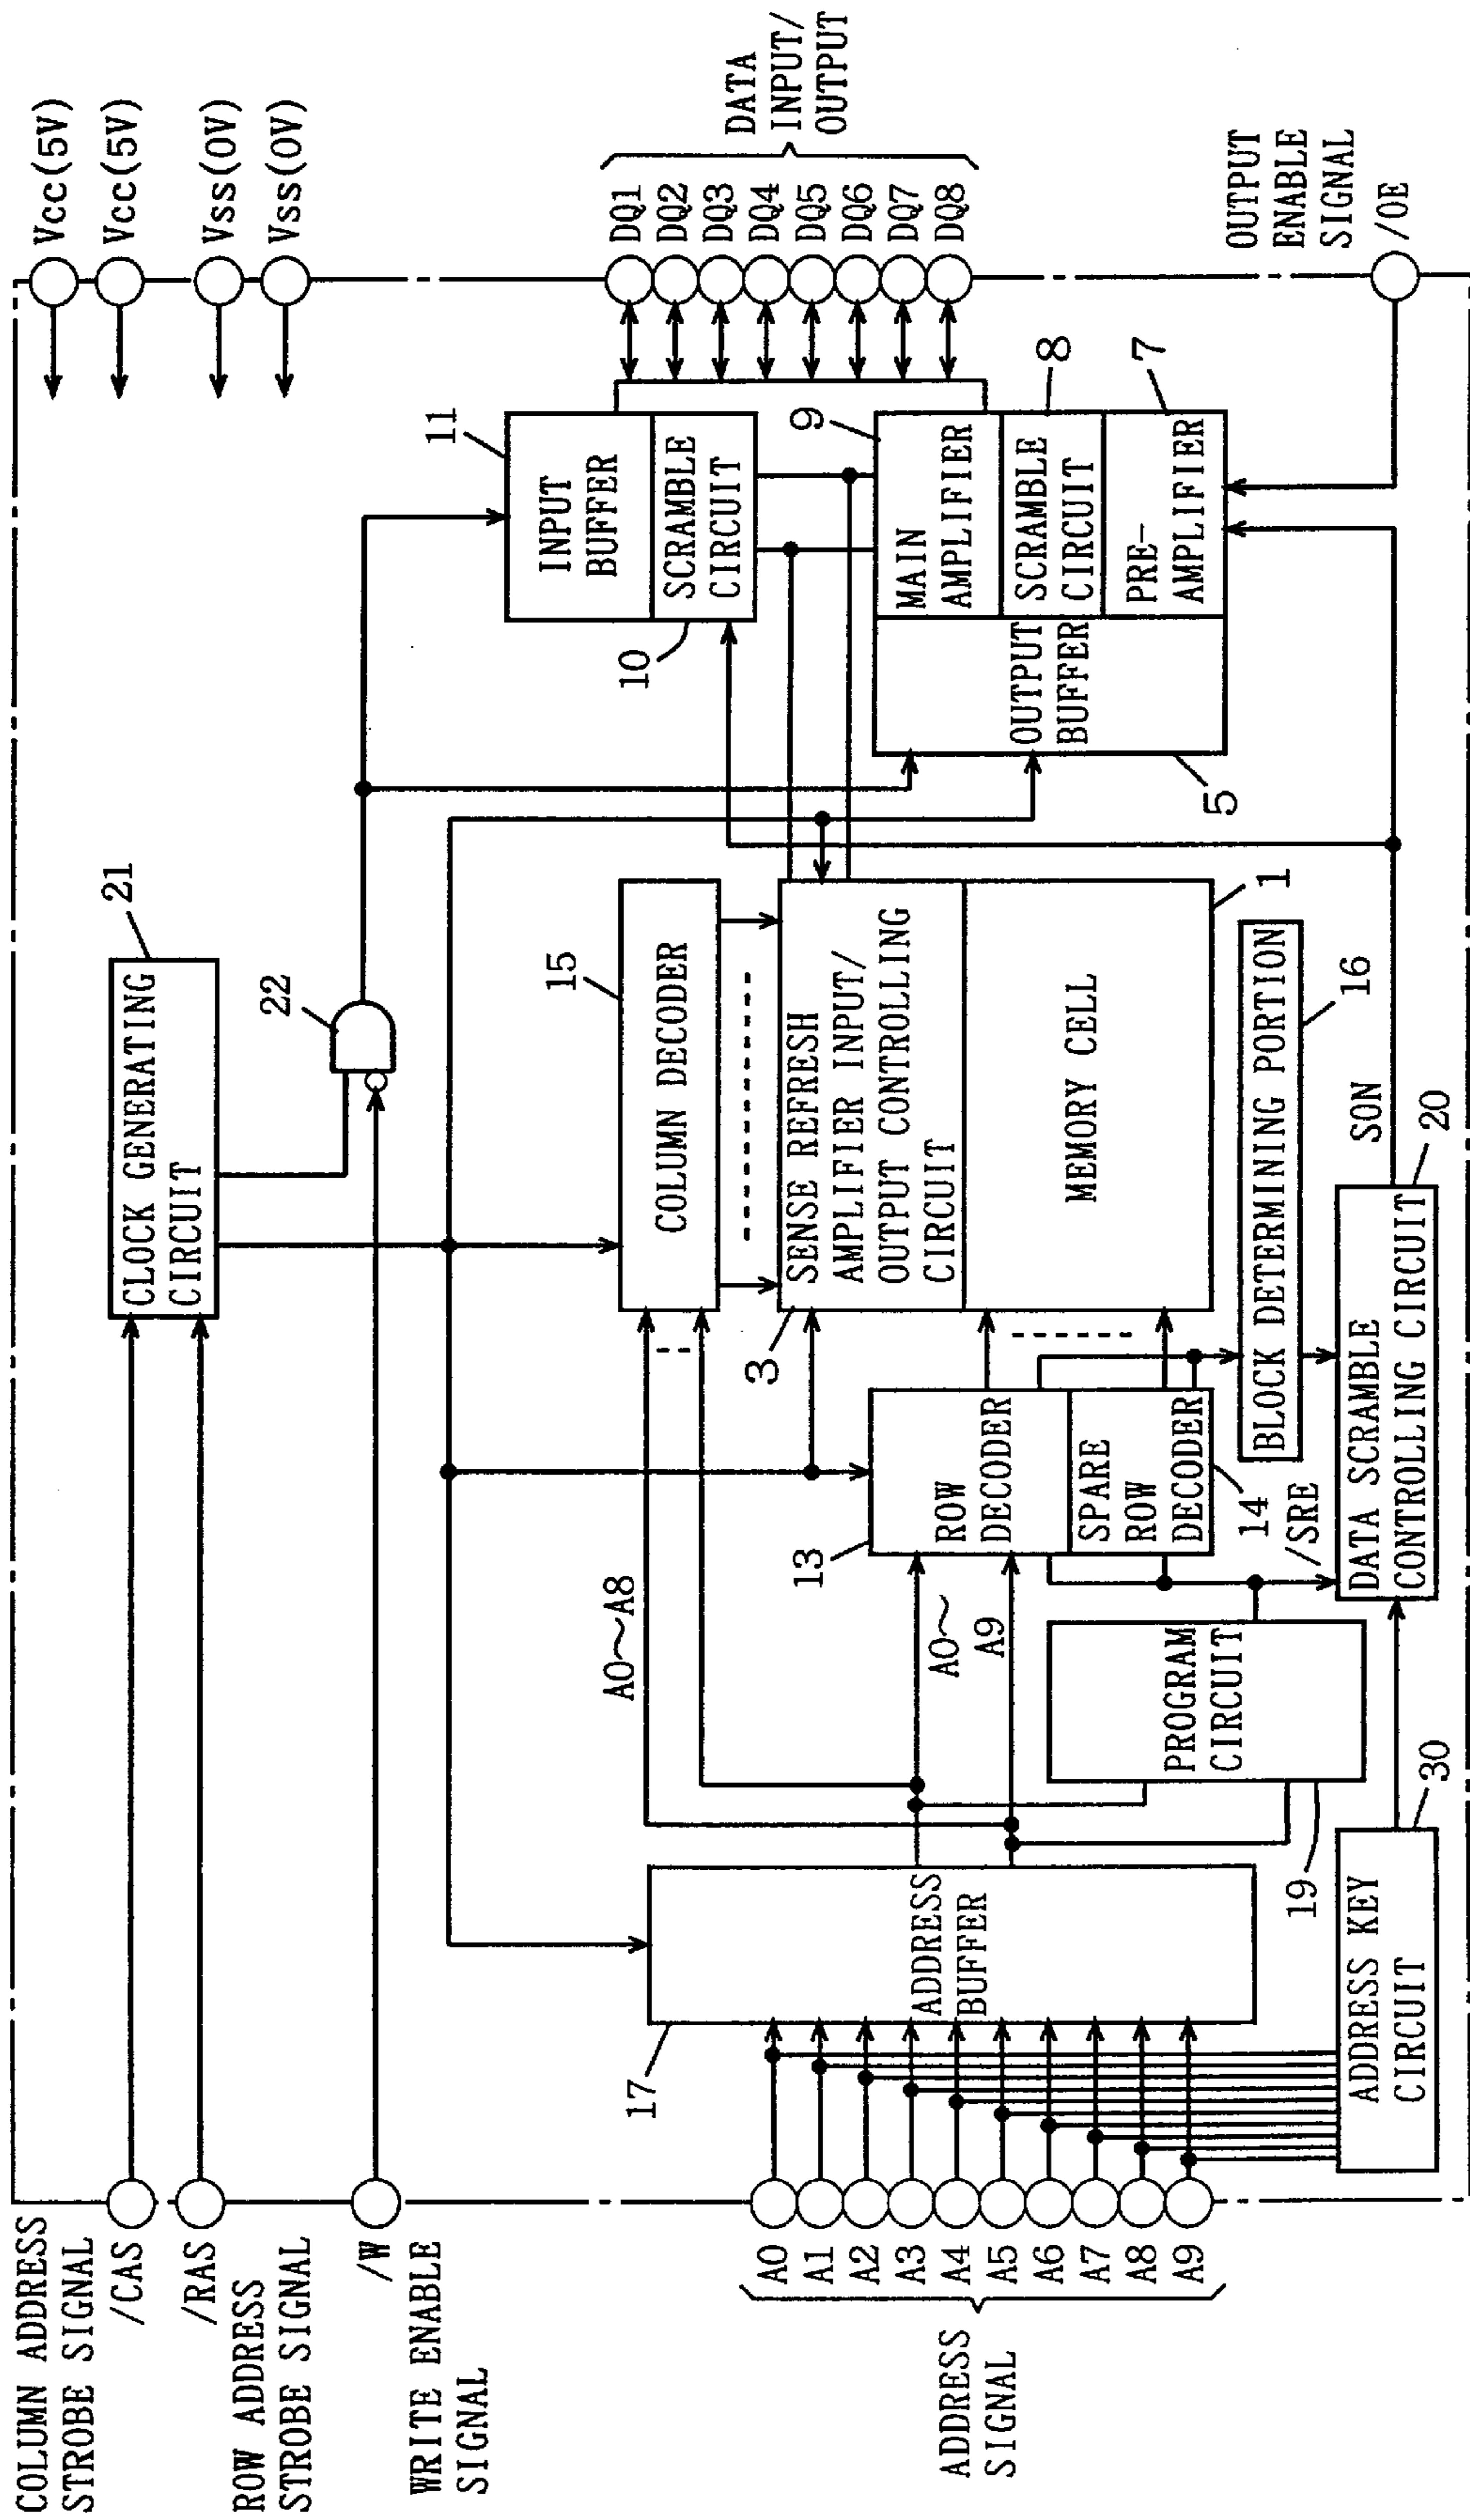 COLUMN ADDRESS
STROBE SIGNAL
/CAS
/RAS
ROW ADDRESS
STROBE SIGNAL
/W
WRITE ENABLE
SIGNAL
ADDRESS
SIGNAL
A0
A1
A2
A3
A4
A5
A6
A7
A8
A9
17
ADDRESS
BUFFER
ADDRESS KEY
CIRCUIT
30
19
PROGRAM
CIRCUIT
A0~A8
A0~
A9
13
ROW
DECODER
SPARE
ROW
DECODER
14
/SRE
DATA SCRAMBLE
CONTROLLING CIRCUIT
20
SON
BLOCK DETERMINING PORTION
16
CLOCK GENERATING
CIRCUIT
21
22
COLUMN DECODER
15
3
SENSE REFRESH
AMPLIFIER INPUT/
OUTPUT CONTROLLING
CIRCUIT
MEMORY CELL
1
11
INPUT
BUFFER
SCRAMBLE
CIRCUIT
10
9
MAIN
AMPLIFIER
8
SCRAMBLE
CIRCUIT
7
PRE-
AMPLIFIER
OUTPUT
BUFFER
5
Vcc(5V)
Vcc(5V)
Vss(0V)
Vss(0V)
DQ1
DQ2
DQ3
DQ4
DQ5
DQ6
DQ7
DQ8
DATA
INPUT/
OUTPUT
OUTPUT
ENABLE
SIGNAL
/OE